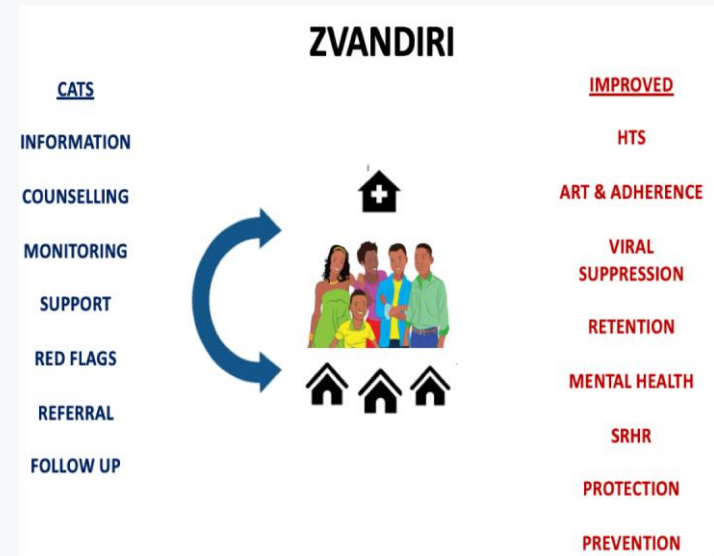 ZVANDIRI
CATS
INFORMATION
COUNSELLING
MONITORING
SUPPORT
RED FLAGS
REFERRAL
FOLLOW UP
IMPROVED
HTS
ART & ADHERENCE
VIRAL
SUPPRESSION
RETENTION
MENTAL HEALTH
SRHR
PROTECTION
PREVENTION